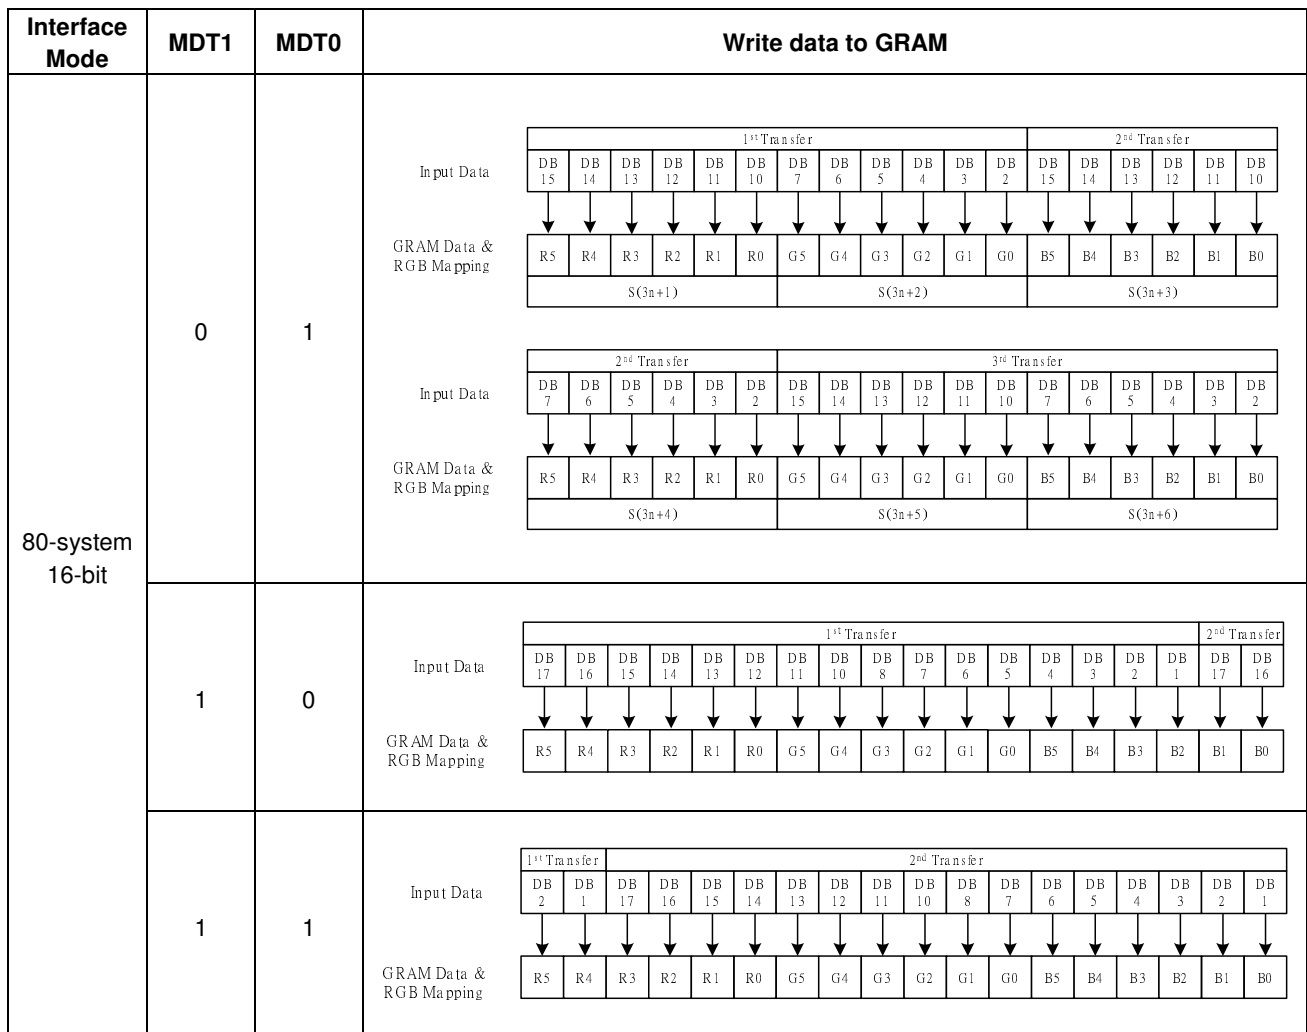 Interface Mode MDT1 MDT0 Write data to GRAM
80-system
16-bit
0 1
1st Transfer 2nd Transfer
Input Data DB 15 DB 14 DB 13 DB 12 DB 11 DB 10 DB 7 DB 6 DB 5 DB 4 DB 3 DB 2 DB 15 DB 14 DB 13 DB 12 DB 11 DB 10
GRAM Data & RGB Mapping R5 R4 R3 R2 R1 R0 G5 G4 G3 G2 G1 G0 B5 B4 B3 B2 B1 B0
S(3n+1) S(3n+2) S(3n+3)
2nd Transfer 3rd Transfer
Input Data DB 7 DB 6 DB 5 DB 4 DB 3 DB 2 DB 15 DB 14 DB 13 DB 12 DB 11 DB 10 DB 7 DB 6 DB 5 DB 4 DB 3 DB 2
GRAM Data & RGB Mapping R5 R4 R3 R2 R1 R0 G5 G4 G3 G2 G1 G0 B5 B4 B3 B2 B1 B0
S(3n+4) S(3n+5) S(3n+6)
1 0
1st Transfer 2nd Transfer
Input Data DB 17 DB 16 DB 15 DB 14 DB 13 DB 12 DB 11 DB 10 DB 8 DB 7 DB 6 DB 5 DB 4 DB 3 DB 2 DB 1 DB 17 DB 16
GRAM Data & RGB Mapping R5 R4 R3 R2 R1 R0 G5 G4 G3 G2 G1 G0 B5 B4 B3 B2 B1 B0
1 1
1st Transfer 2nd Transfer
Input Data DB 2 DB 1 DB 17 DB 16 DB 15 DB 14 DB 13 DB 12 DB 11 DB 10 DB 8 DB 7 DB 6 DB 5 DB 4 DB 3 DB 2 DB 1
GRAM Data & RGB Mapping R5 R4 R3 R2 R1 R0 G5 G4 G3 G2 G1 G0 B5 B4 B3 B2 B1 B0